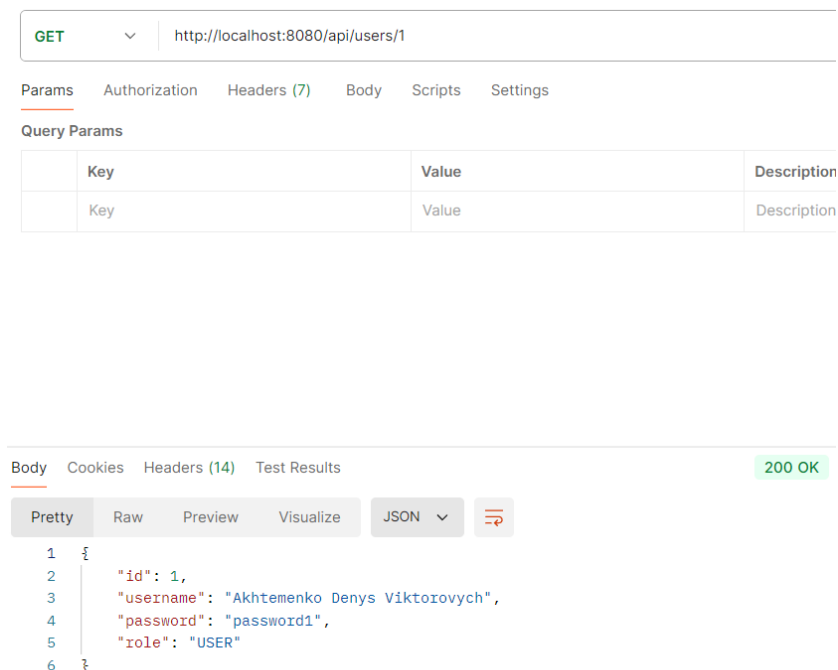 GET http://localhost:8080/api/users/1
Params Authorization Headers (7) Body Scripts Settings
Query Params
Key Value Description
Key Value Description
Body Cookies Headers (14) Test Results 200 OK
Pretty Raw Preview Visualize JSON
1 {
2 "id": 1,
3 "username": "Akhtemenko Denys Viktorovych",
4 "password": "password1",
5 "role": "USER"
6 }